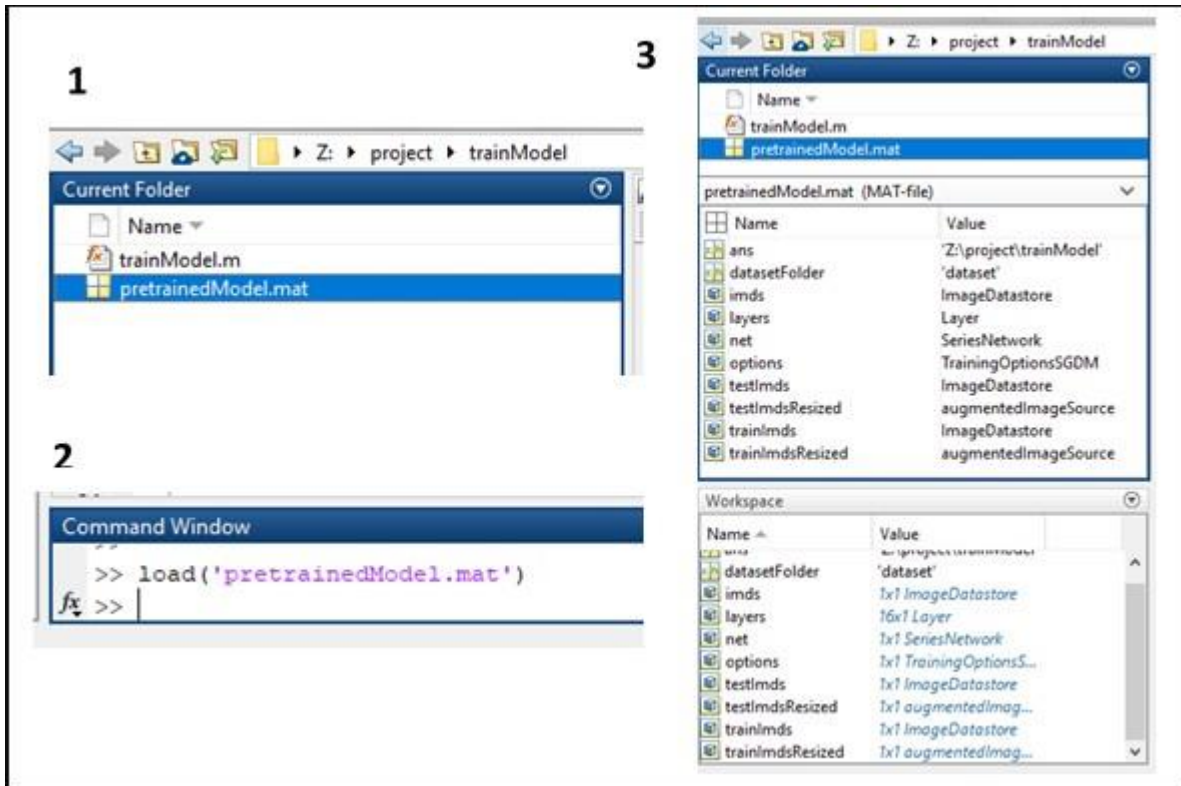 1
Z: project trainModel
Current Folder
Name
trainModel.m
pretrainedModel.mat
2
Command Window
>>
>> load('pretrainedModel.mat')
fx >>
3
Z: project trainModel
Current Folder
Name
trainModel.m
pretrainedModel.mat
pretrainedModel.mat (MAT-file)
Name Value
ans 'Z:\project\trainModel'
datasetFolder 'dataset'
imds ImageDatastore
layers Layer
net SeriesNetwork
options TrainingOptionsSGDM
testImds ImageDatastore
testImdsResized augmentedImageSource
trainImds ImageDatastore
trainImdsResized augmentedImageSource
Workspace
Name Value
ans 'Z:\project\trainModel'
datasetFolder 'dataset'
imds 1x1 ImageDatastore
layers 16x1 Layer
net 1x1 SeriesNetwork
options 1x1 TrainingOptionsS...
testImds 1x1 ImageDatastore
testImdsResized 1x1 augmentedImag...
trainImds 1x1 ImageDatastore
trainImdsResized 1x1 augmentedImag...